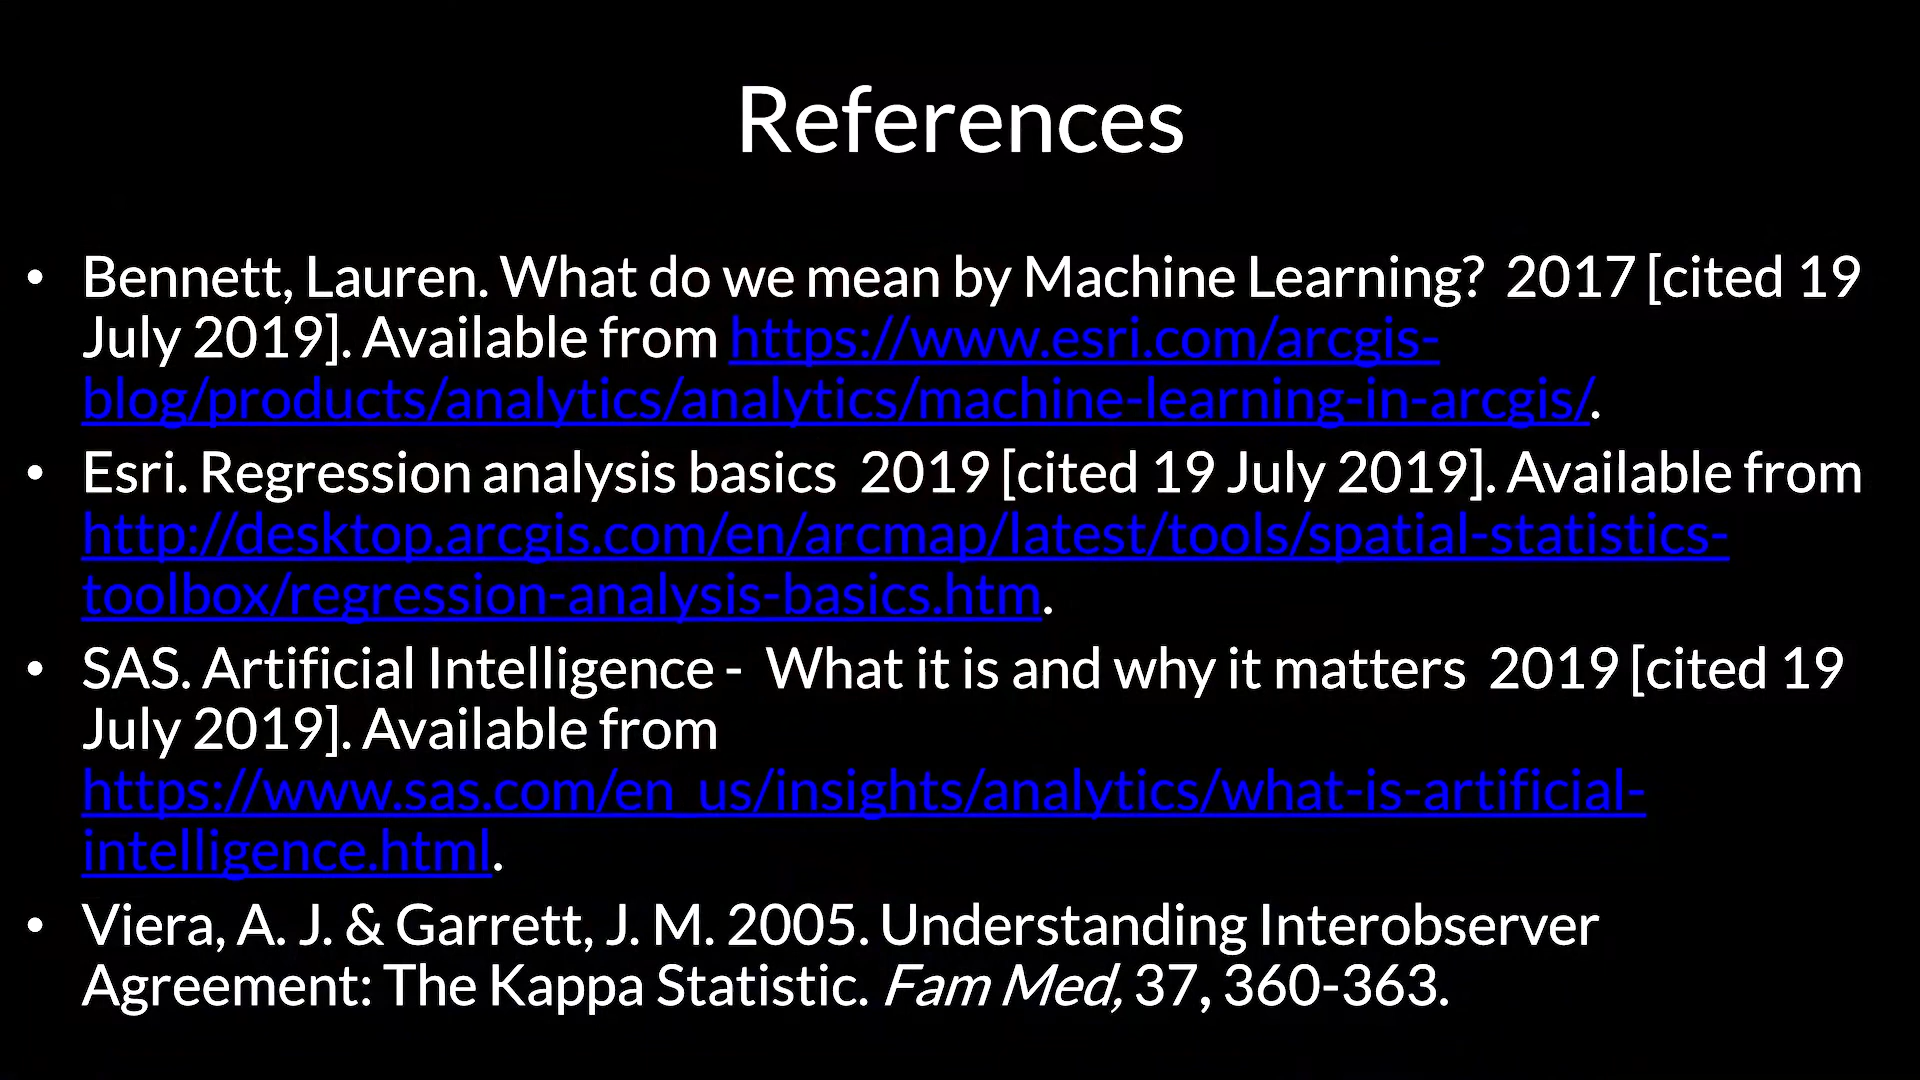 References
• Bennett, Lauren. What do we mean by Machine Learning?  2017 [cited 19
July 2019]. Available from https://www.esri.com/arcgis-
blog/products/analytics/analytics/machine-learning-in-arcgis/.
• Esri. Regression analysis basics  2019 [cited 19 July 2019]. Available from
http://desktop.arcgis.com/en/arcmap/latest/tools/spatial-statistics-
toolbox/regression-analysis-basics.htm.
• SAS. Artificial Intelligence -  What it is and why it matters  2019 [cited 19
July 2019]. Available from
https://www.sas.com/en_us/insights/analytics/what-is-artificial-
intelligence.html.
• Viera, A. J. & Garrett, J. M. 2005. Understanding Interobserver
Agreement: The Kappa Statistic. Fam Med, 37, 360-363.